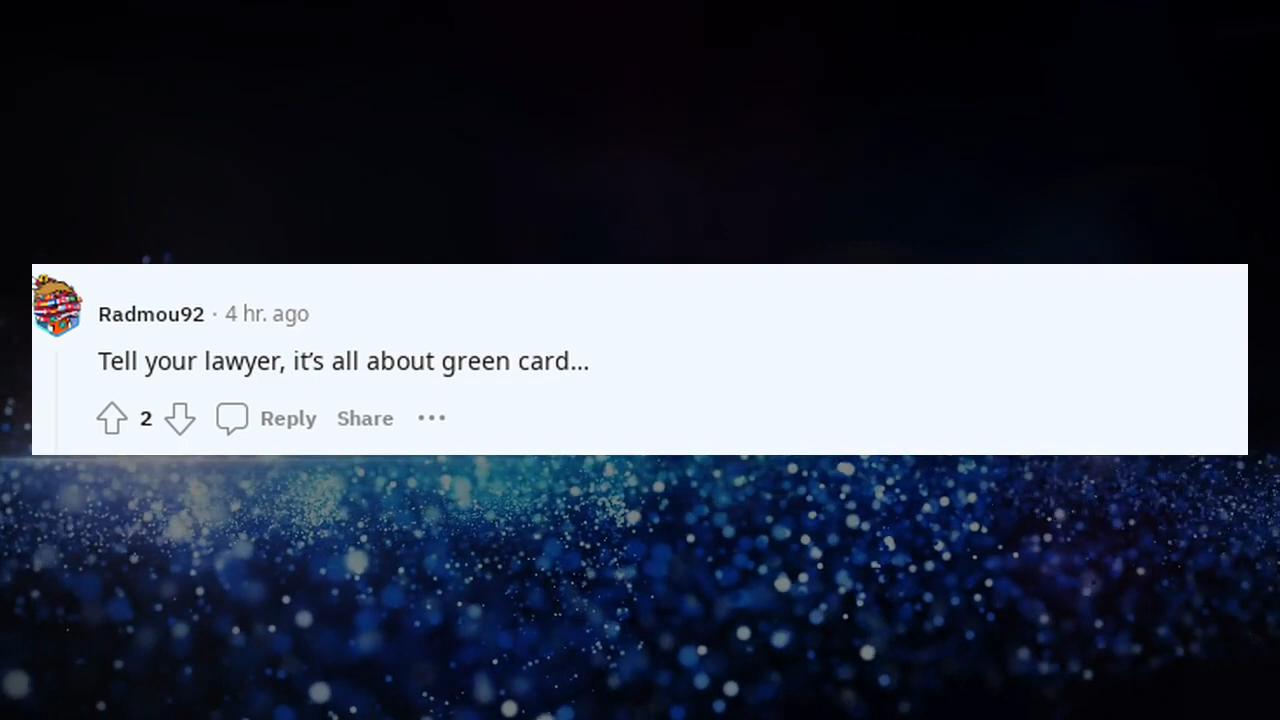 Radmou92 · 4 hr. ago
Tell your lawyer, it’s all about green card...
2 Reply Share ···